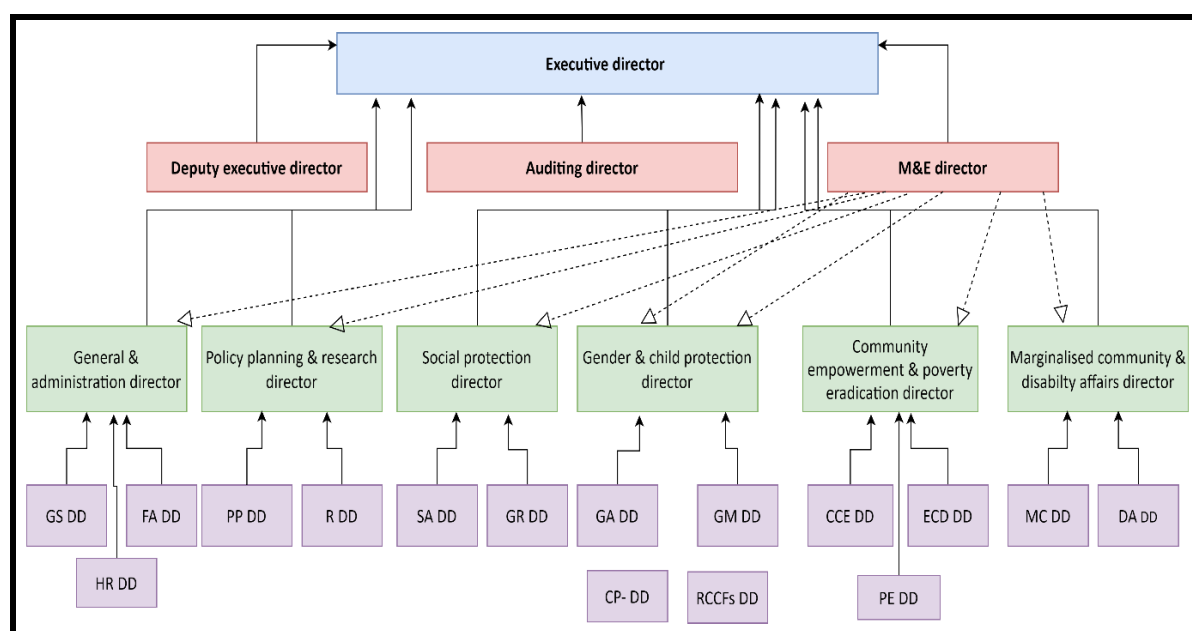 Executive director
Deputy executive director
Auditing director
M&E director
General &
administration director
Policy planning & research
director
Social protection
director
Gender & child protection
director
Community
empowerment & poverty
eradication director
Marginalised community &
disabilty affairs director
GS DD
FA DD
PP DD
R DD
SA DD
GR DD
GA DD
GM DD
CCE DD
ECD DD
MC DD
DA DD
HR DD
CP- DD
RCCFs DD
PE DD